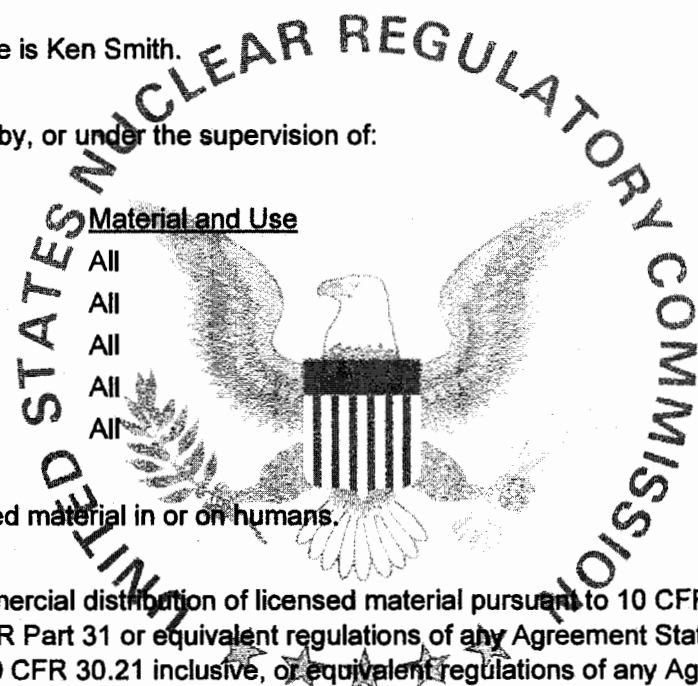 e is Ken Smith.
by, or under the supervision of:
UNITED STATES NUCLEAR REGULATORY COMMISSION
Material and Use
All
All
All
All
All
ed material in or on humans.
mercial distribution of licensed material pursuant to 10 CFR
R Part 31 or equivalent regulations of any Agreement Stat
0 CFR 30.21 inclusive, or equivalent regulations of any Ag